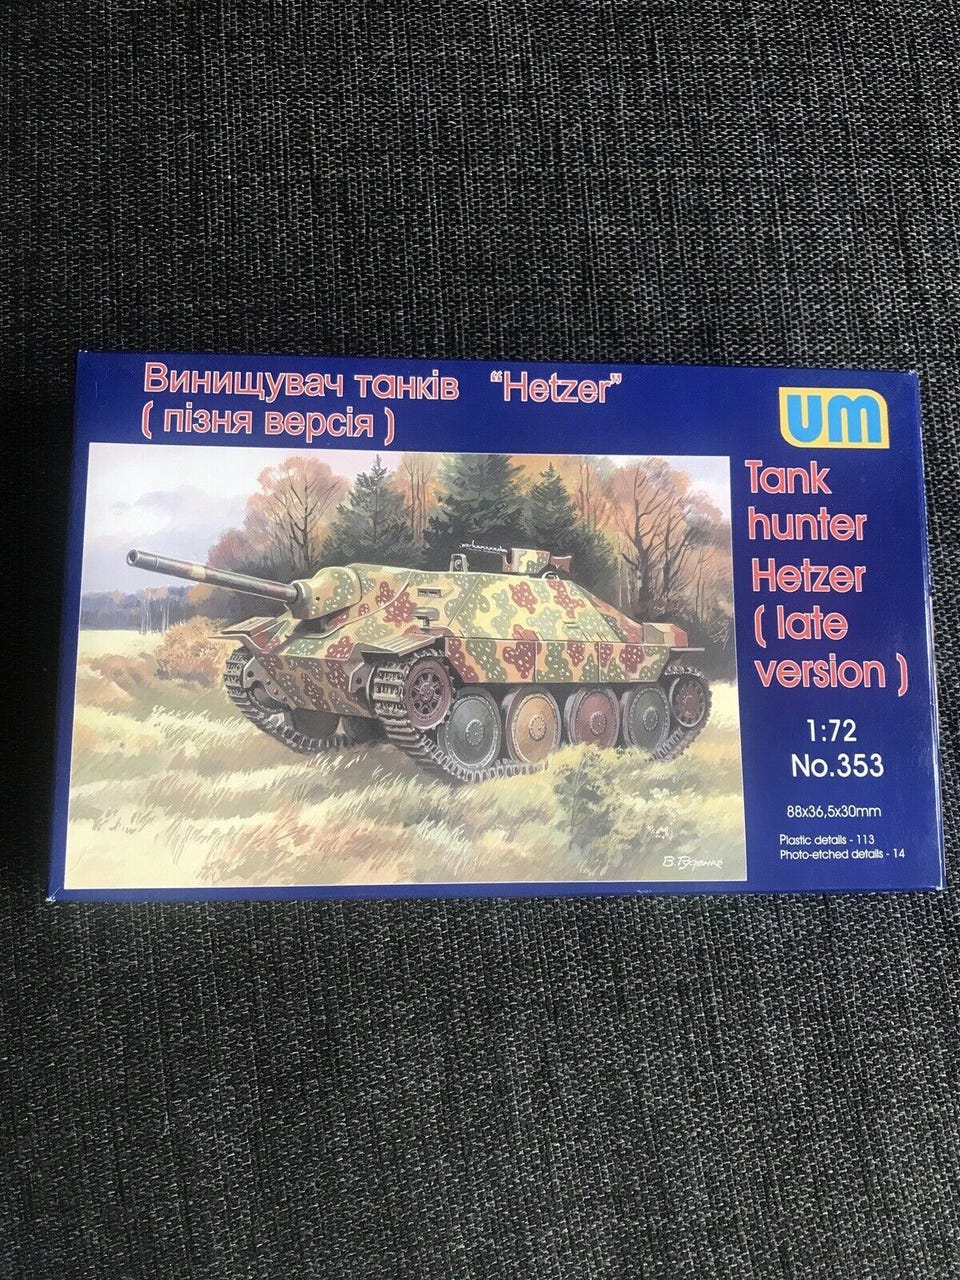 Винищувач танків "Hetzer"
( пізня версія )
um
Tank
hunter
Hetzer
( late
version )
1:72
No.353
88x36,5x30mm
Plastic details - 113
Photo-etched details - 14